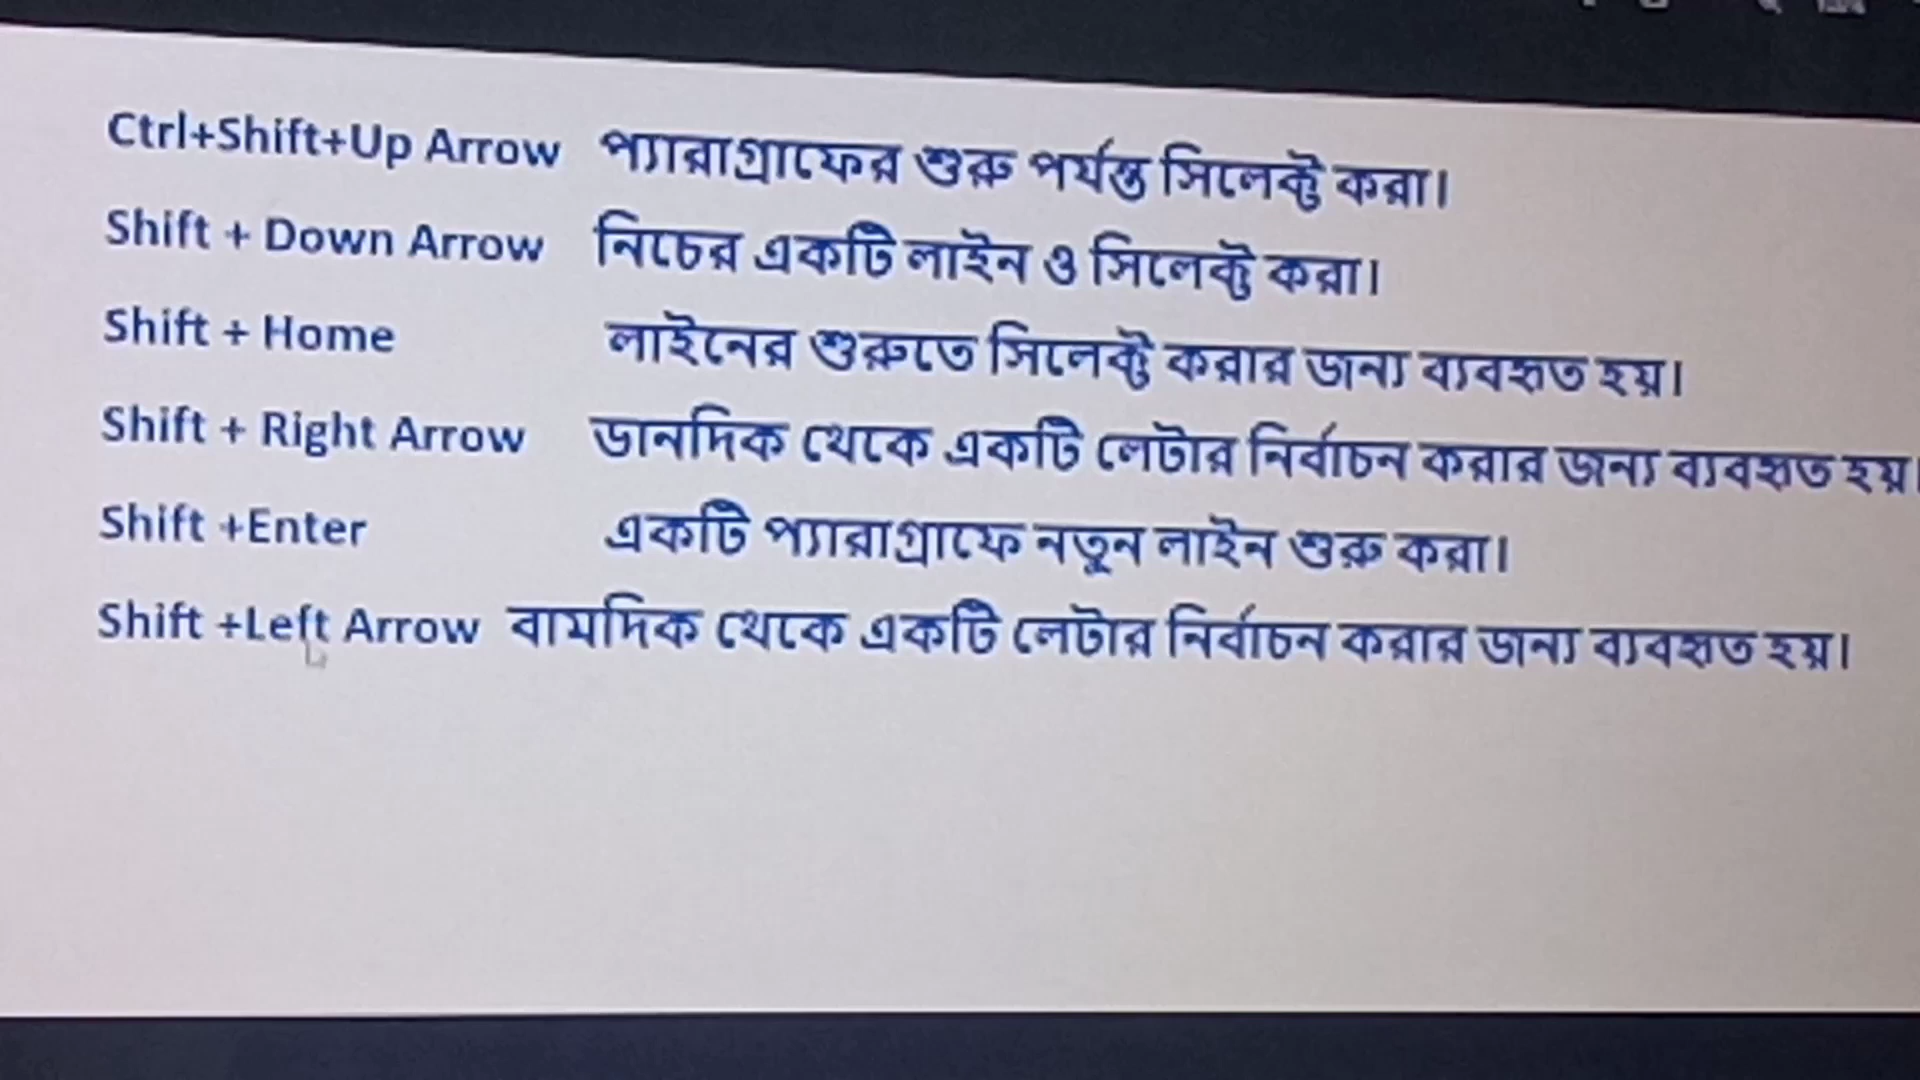 Ctrl+Shift+Up Arrow প্যারাগ্রাফের শুরু পর্যন্ত সিলেক্ট করা।
Shift + Down Arrow নিচের একটি লাইন ও সিলেক্ট করা।
Shift + Home লাইনের শুরুতে সিলেক্ট করার জন্য ব্যবহৃত হয়।
Shift + Right Arrow ডানদিক থেকে একটি লেটার নির্বাচন করার জন্য ব্যবহৃত হয়।
Shift +Enter একটি প্যারাগ্রাফে নতুন লাইন শুরু করা।
Shift +Left Arrow বামদিক থেকে একটি লেটার নির্বাচন করার জন্য ব্যবহৃত হয়।